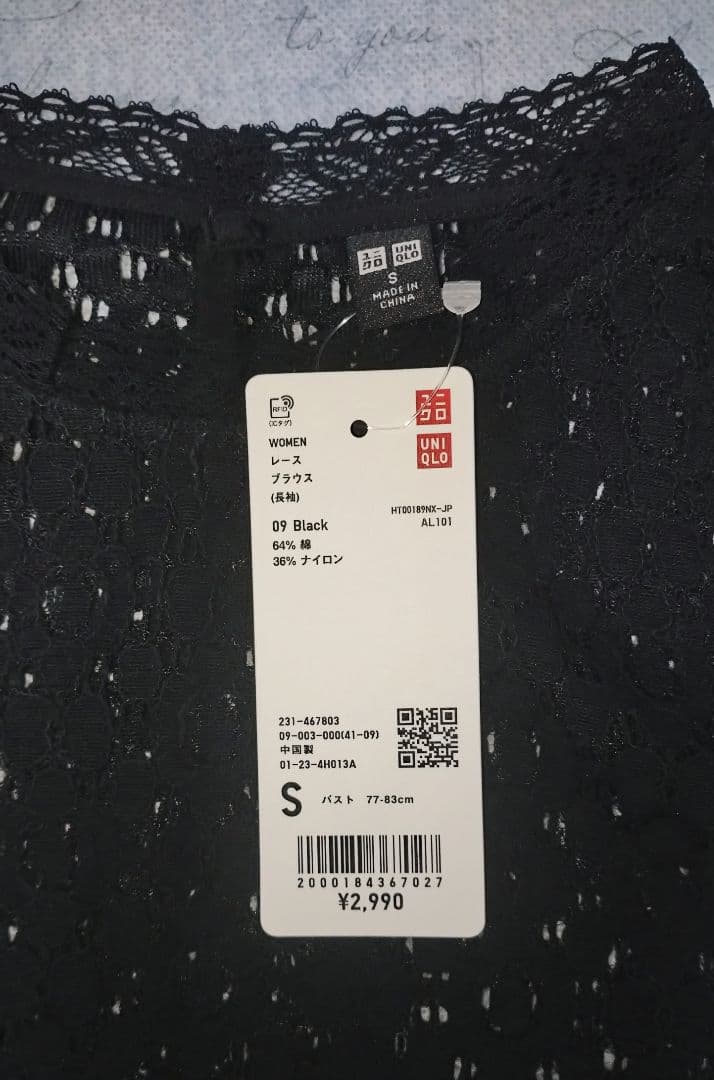 to you
ユニ
クロ
UNI
QLO
S
MADE IN
CHINA
RFID
(ICタグ)
ユニ
クロ
UNI
QLO
WOMEN
レース
ブラウス
(長袖)
HT00189NX-JP
AL101
09 Black
64% 綿
36% ナイロン
231-467803
09-003-000(41-09)
中国製
01-23-4H013A
S バスト 77-83cm
2000184367027
¥2,990